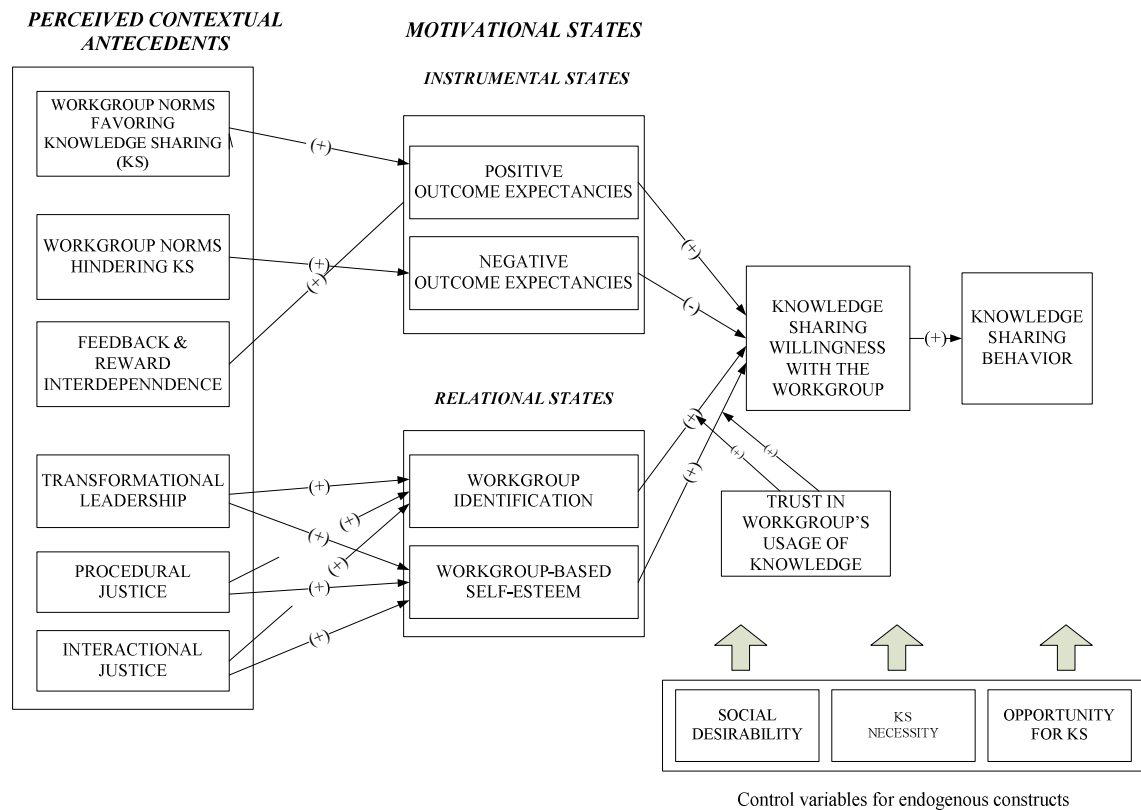 PERCEIVED CONTEXTUAL
ANTECEDENTS
WORKGROUP NORMS
FAVORING
KNOWLEDGE SHARING
(KS)
WORKGROUP NORMS
HINDERING KS
FEEDBACK &
REWARD
INTERDEPENNDENCE
TRANSFORMATIONAL
LEADERSHIP
PROCEDURAL
JUSTICE
INTERACTIONAL
JUSTICE
(+)
(+)
(+)
(+)
(+)
(+)
(+)
(+)
(+)
MOTIVATIONAL STATES
INSTRUMENTAL STATES
POSITIVE
OUTCOME EXPECTANCIES
NEGATIVE
OUTCOME EXPECTANCIES
RELATIONAL STATES
WORKGROUP
IDENTIFICATION
WORKGROUP-BASED
SELF-ESTEEM
(+)
(-)
(+)
(+)
(+)
(+)
KNOWLEDGE
SHARING
WILLINGNESS
WITH THE
WORKGROUP
(+)
KNOWLEDGE
SHARING
BEHAVIOR
TRUST IN
WORKGROUP'S
USAGE OF
KNOWLEDGE
SOCIAL
DESIRABILITY
KS
NECESSITY
OPPORTUNITY
FOR KS
Control variables for endogenous constructs